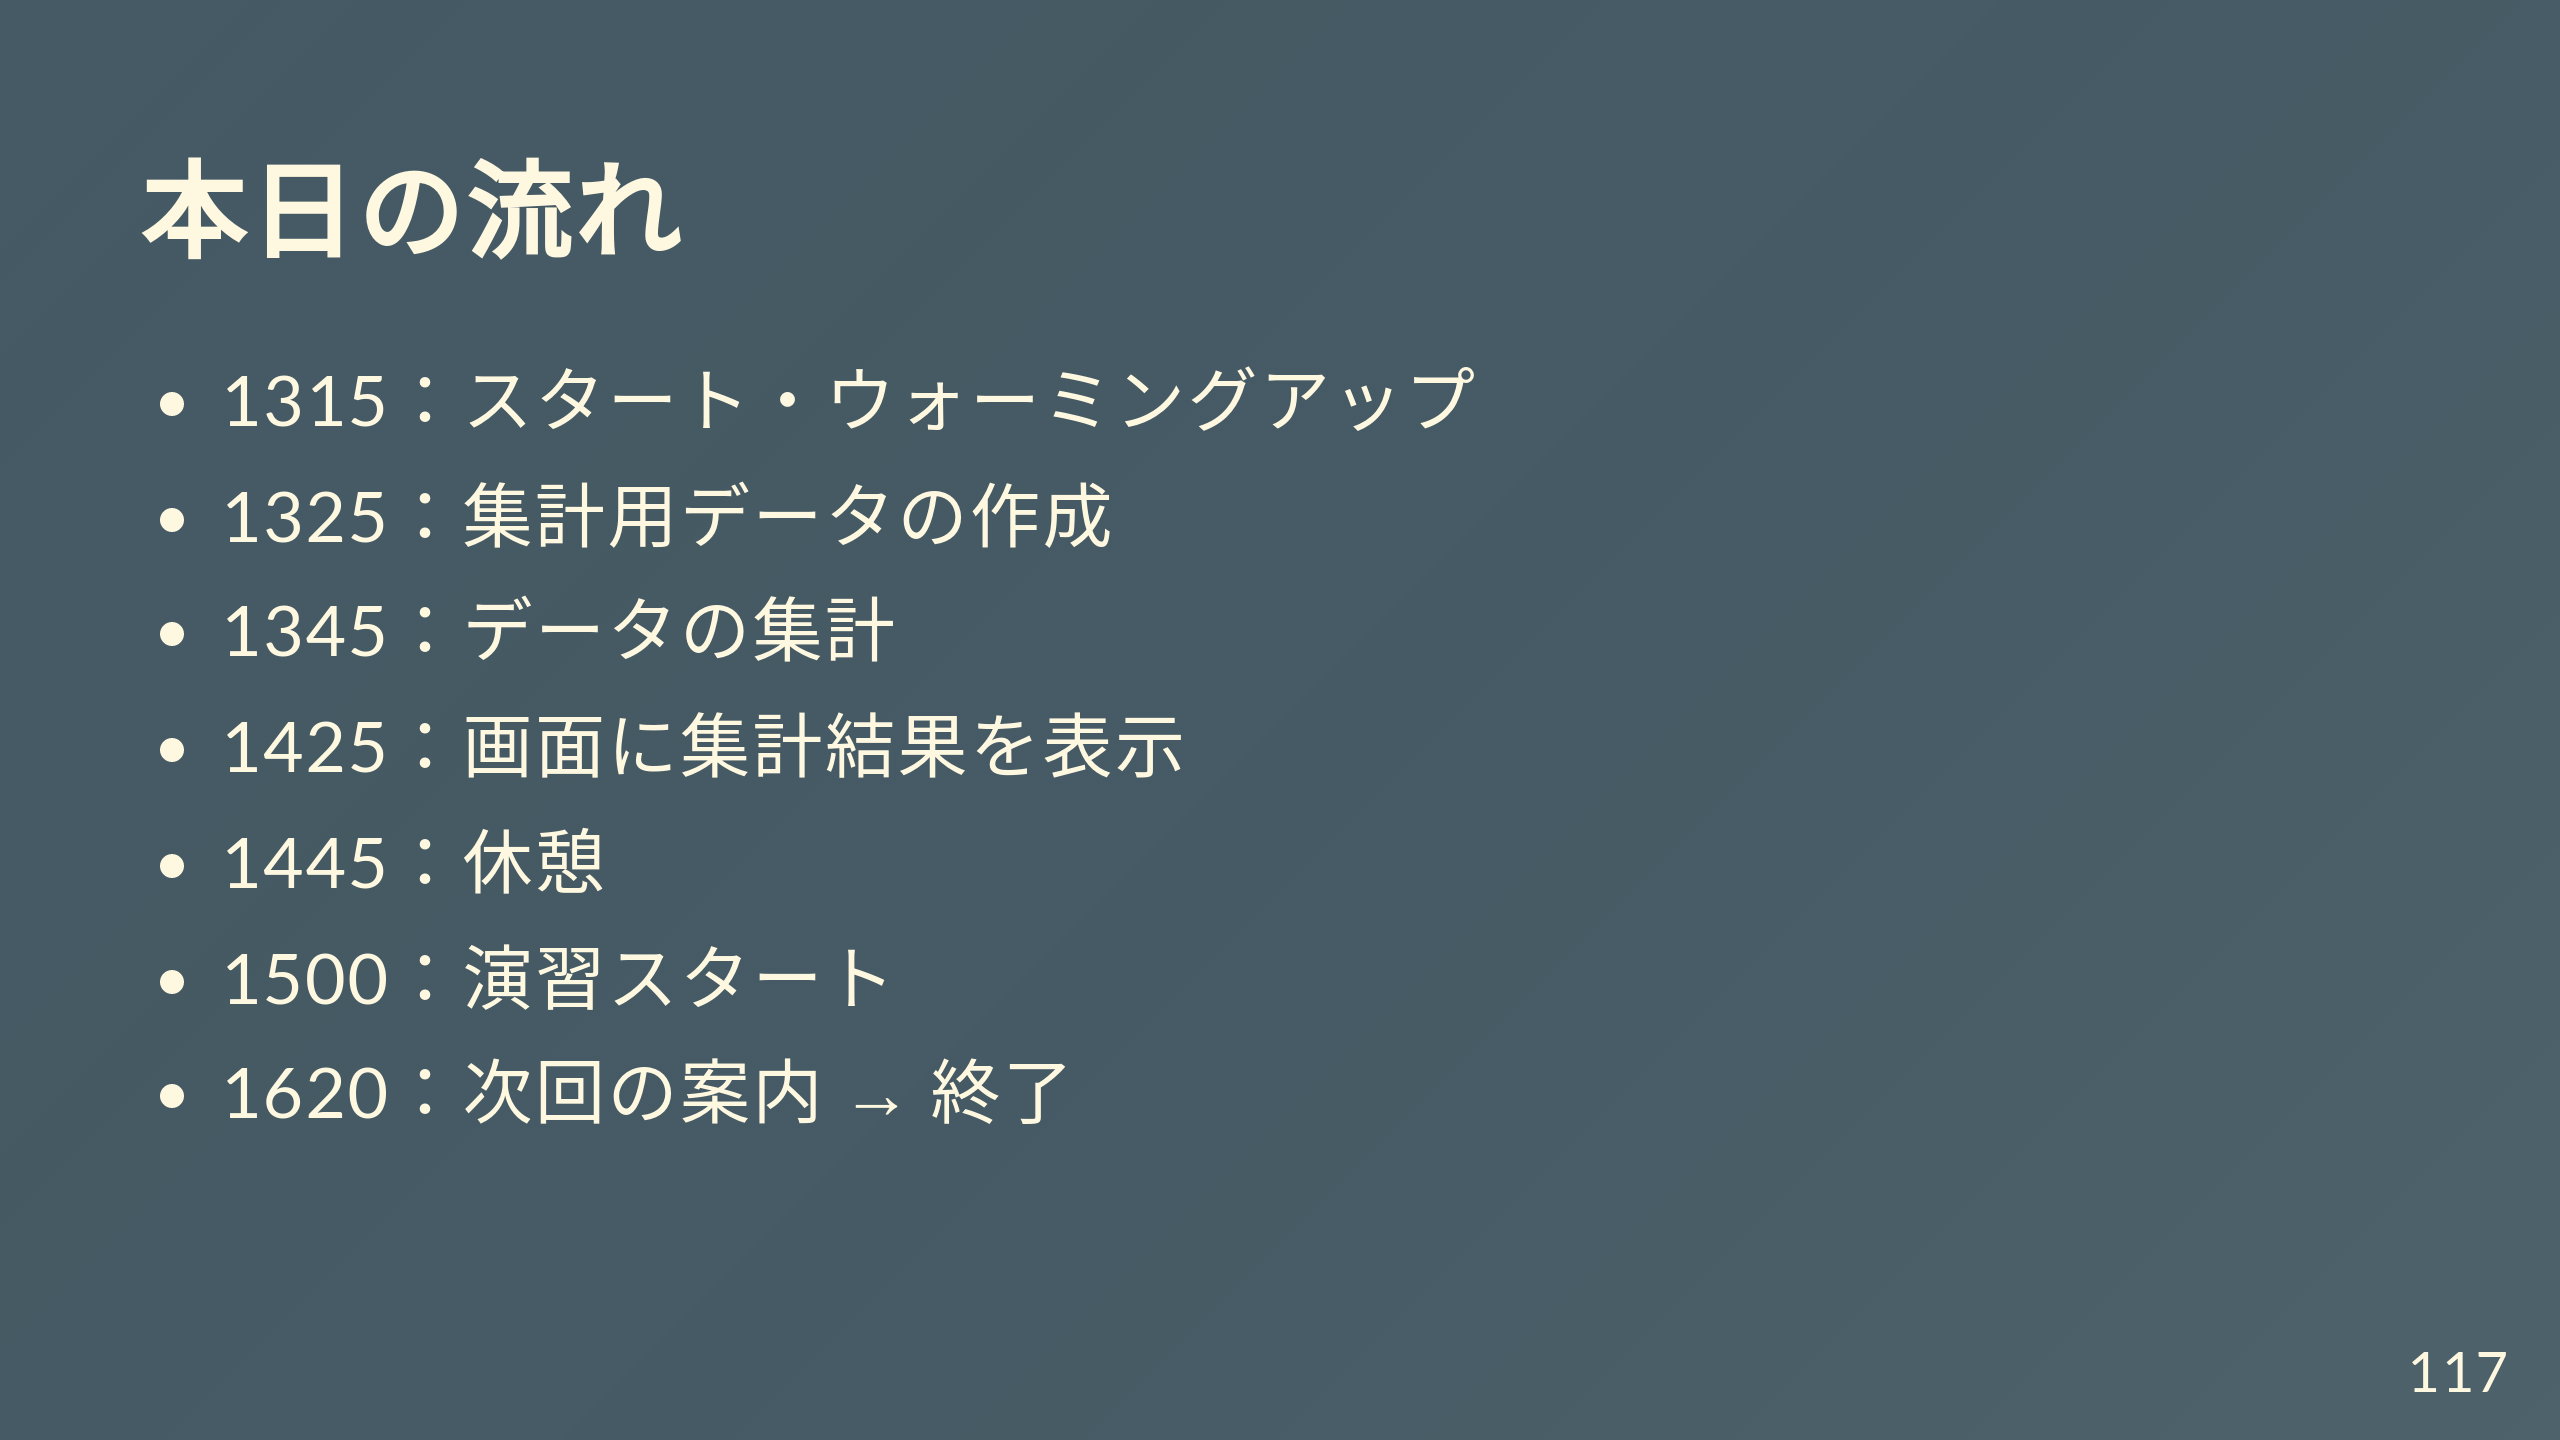 本日の流れ
• 1315：スタート・ウォーミングアップ
• 1325：集計用データの作成
• 1345：データの集計
• 1425：画面に集計結果を表示
• 1445：休憩
• 1500：演習スタート
• 1620：次回の案内 → 終了
117